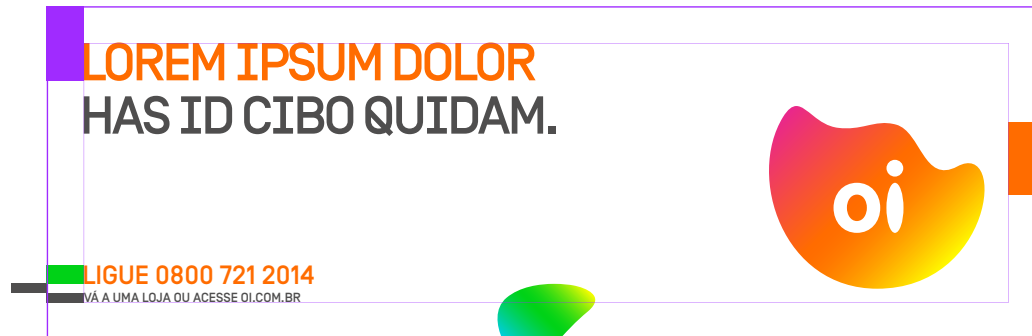 LOREM IPSUM DOLOR
HAS ID CIBO QUIDAM.
oi
LIGUE 0800 721 2014
VÁ A UMA LOJA OU ACESSE OI.COM.BR